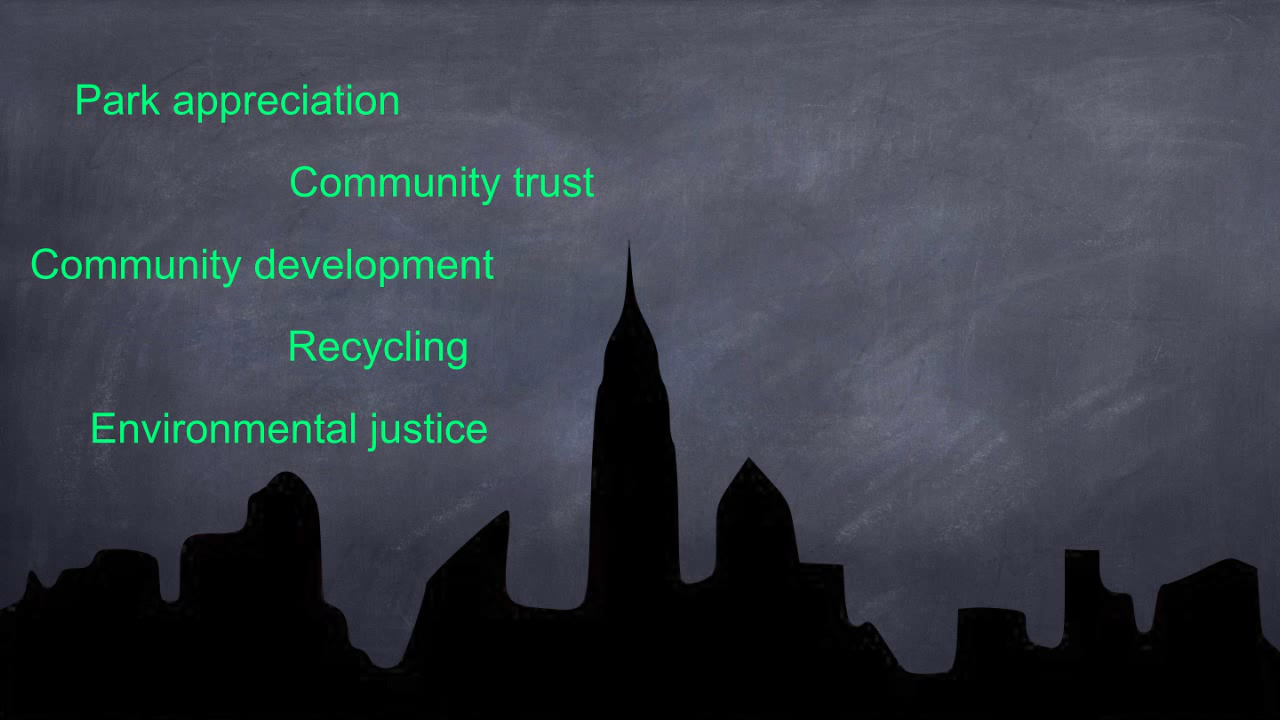 Park appreciation
Community trust
Community development
Recycling
Environmental justice